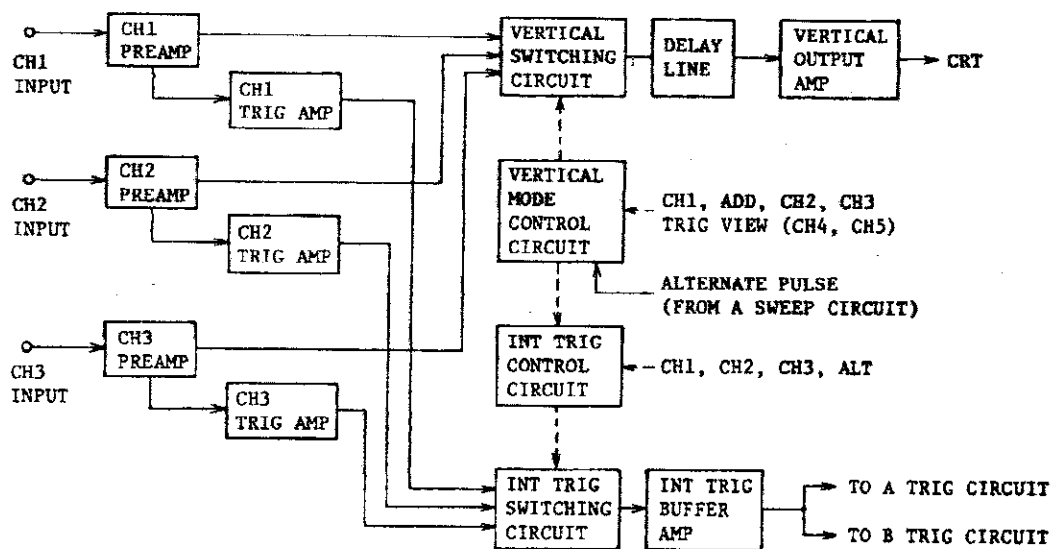 CH1
INPUT
CH1
PREAMP
CH1
TRIG AMP
VERTICAL
SWITCHING
CIRCUIT
DELAY
LINE
VERTICAL
OUTPUT
AMP
CRT
CH2
INPUT
CH2
PREAMP
CH2
TRIG AMP
VERTICAL
MODE
CONTROL
CIRCUIT
CH1, ADD, CH2, CH3
TRIG VIEW (CH4, CH5)
ALTERNATE PULSE
(FROM A SWEEP CIRCUIT)
CH3
INPUT
CH3
PREAMP
CH3
TRIG AMP
INT TRIG
CONTROL
CIRCUIT
CH1, CH2, CH3, ALT
INT TRIG
SWITCHING
CIRCUIT
INT TRIG
BUFFER
AMP
TO A TRIG CIRCUIT
TO B TRIG CIRCUIT